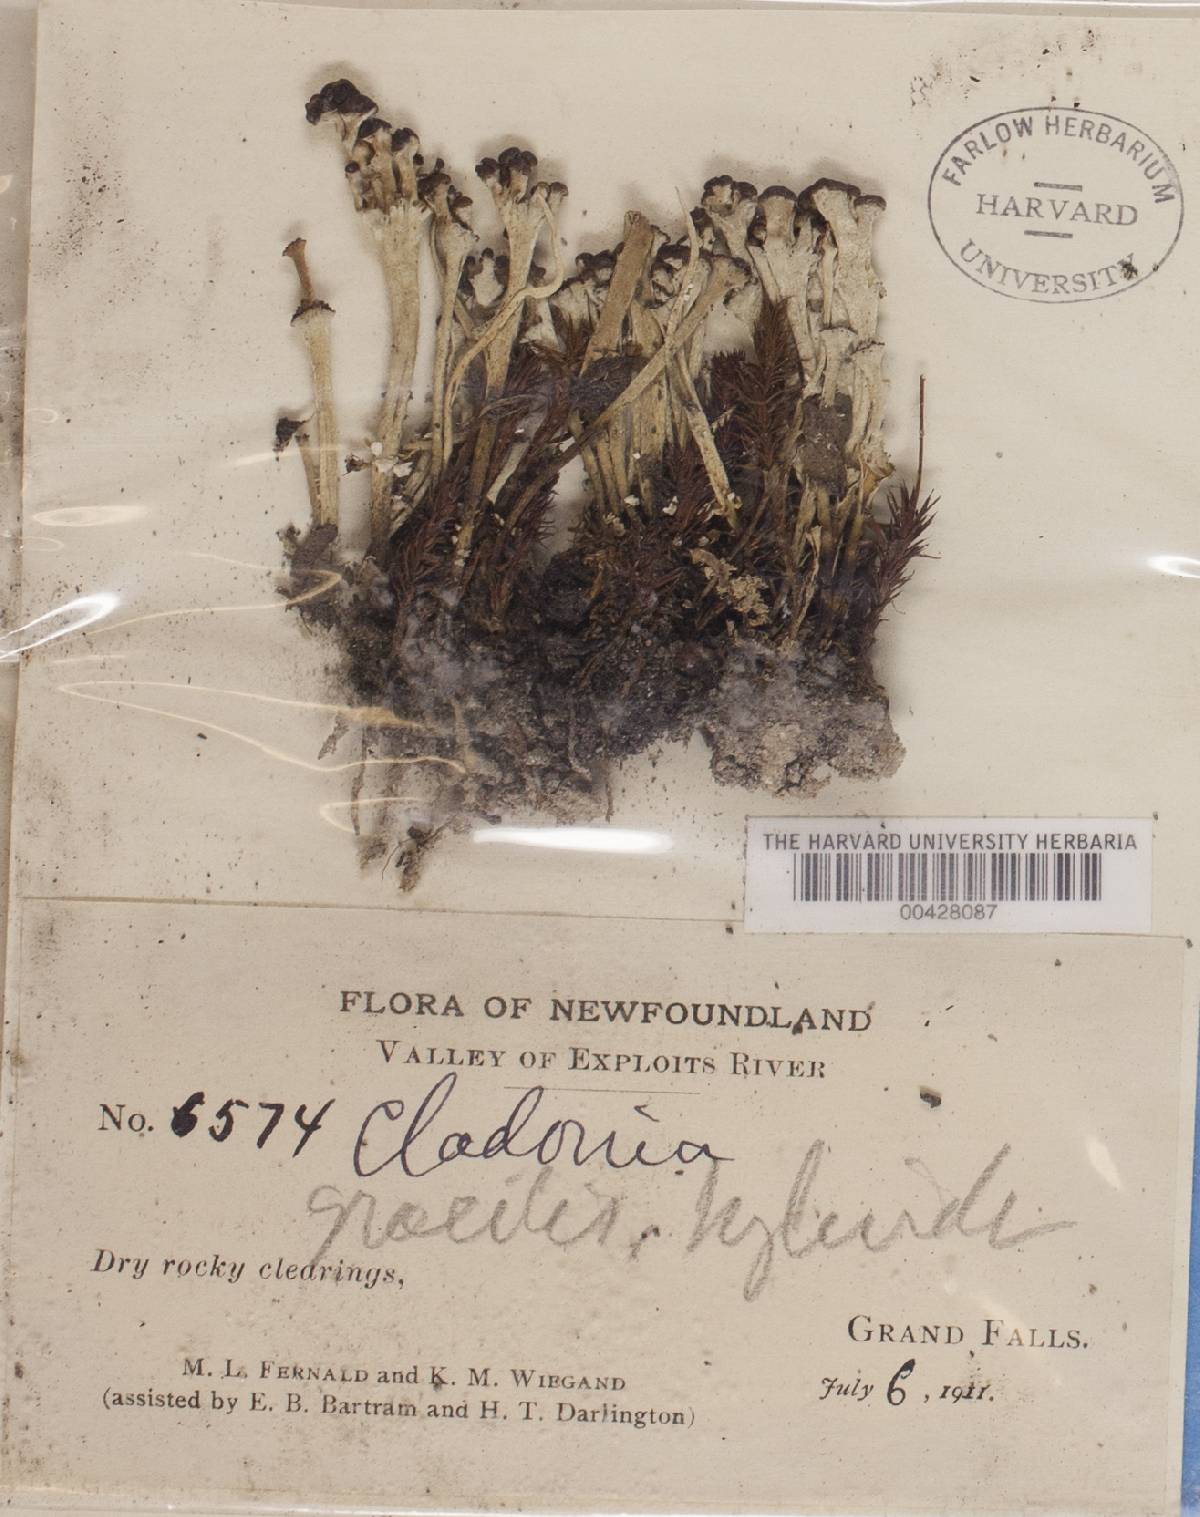 FARLOW HERBARIUM
HARVARD
UNIVERSITY
THE HARVARD UNIVERSITY HERBARIA
00428087
FLORA OF NEWFOUNDLAND
VALLEY OF EXPLOITS RIVER
No. 6574 Cladonia
gracilis,
Dry rocky clearings,
GRAND FALLS.
M. L. FERNALD and K. M. WIEGAND
July 6, 1911.
(assisted by E. B. Bartram and H. T. Darlington)